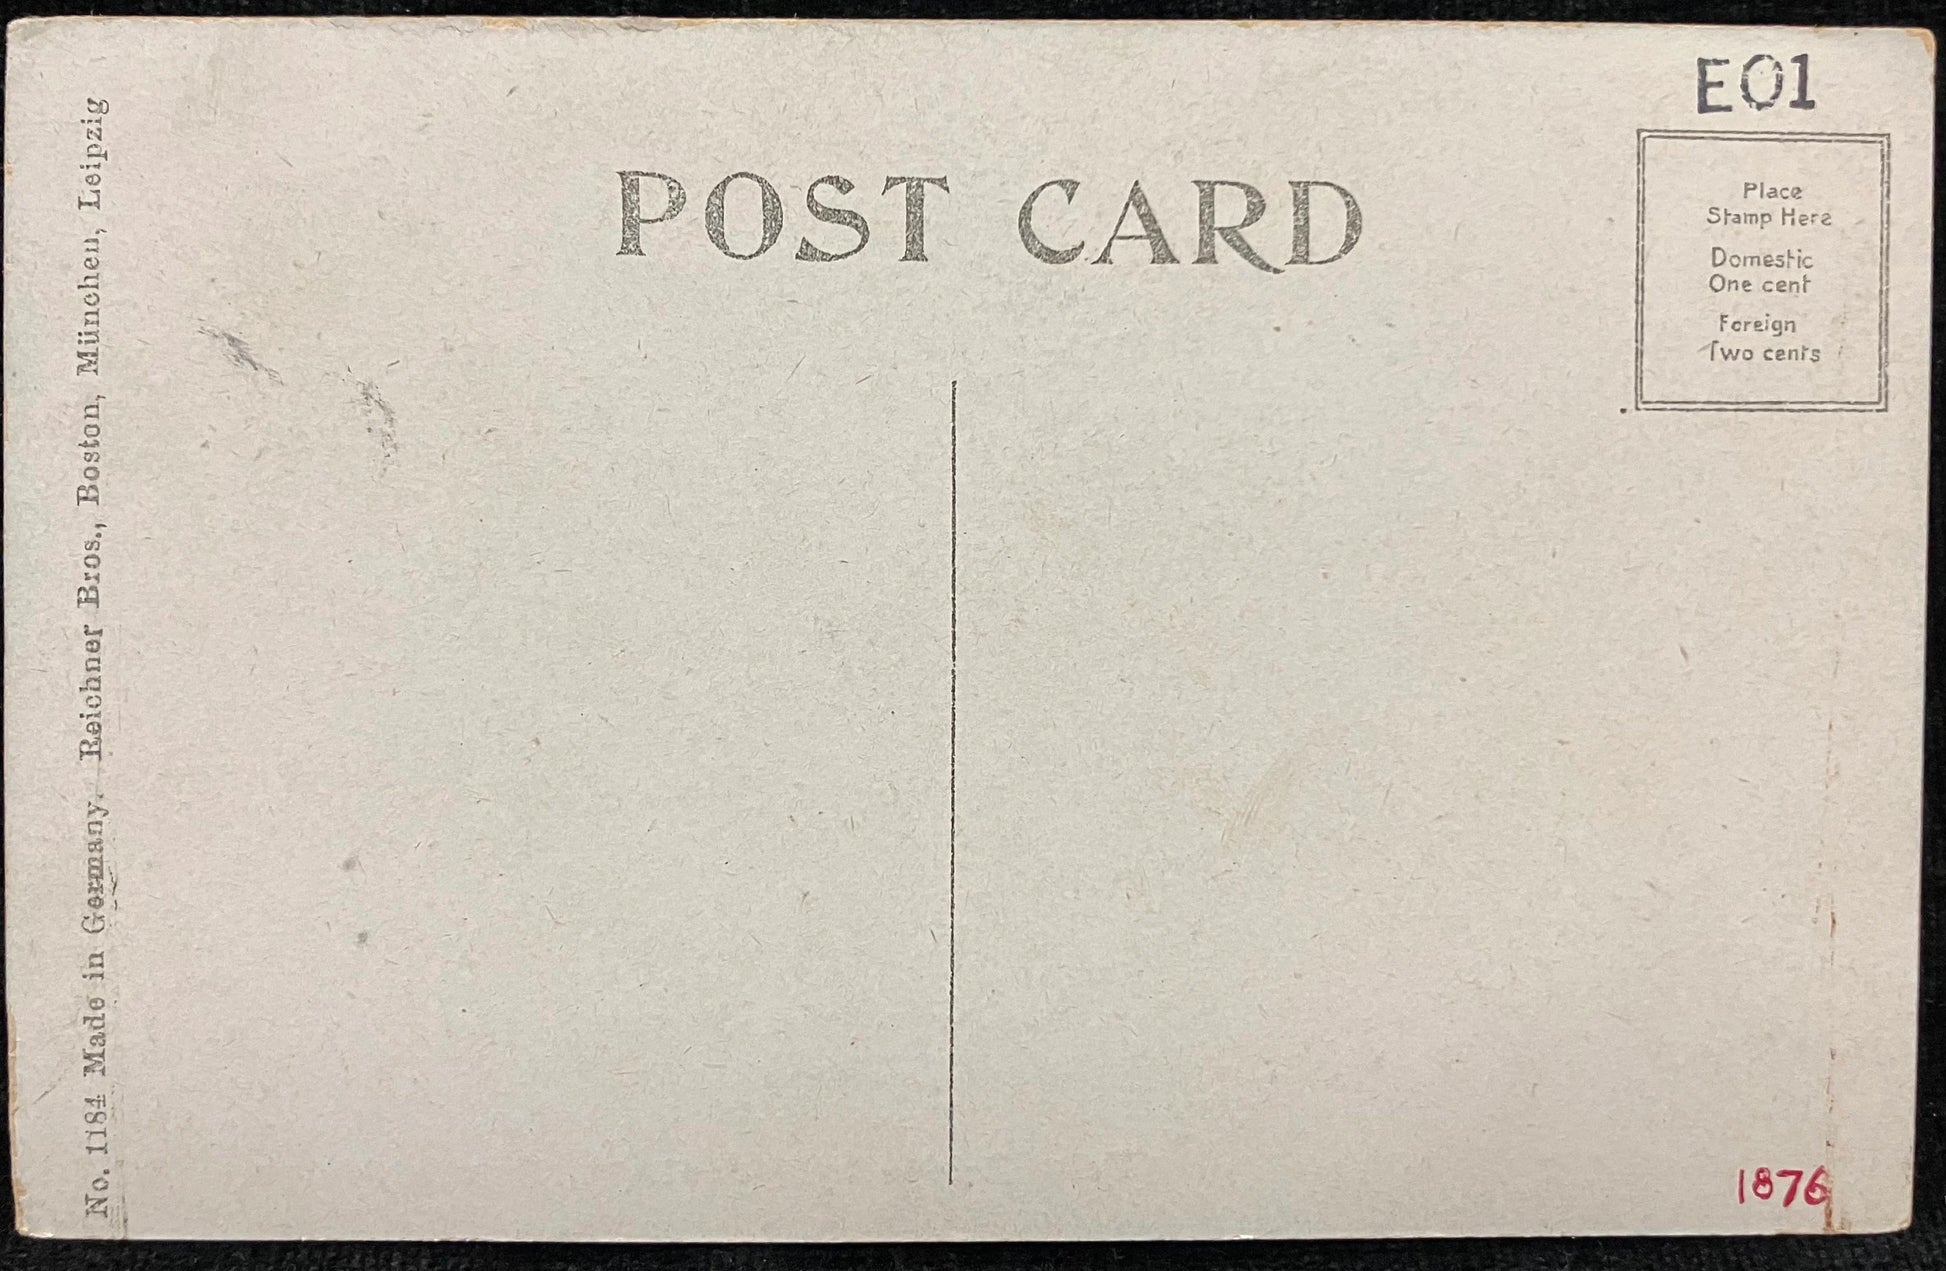 E01
POST CARD
Place
Stamp Here
Domestic
One cent
Foreign
Two cents
No. 1184 Made in Germany. Reichner Bros., Boston, München, Leipzig
1876